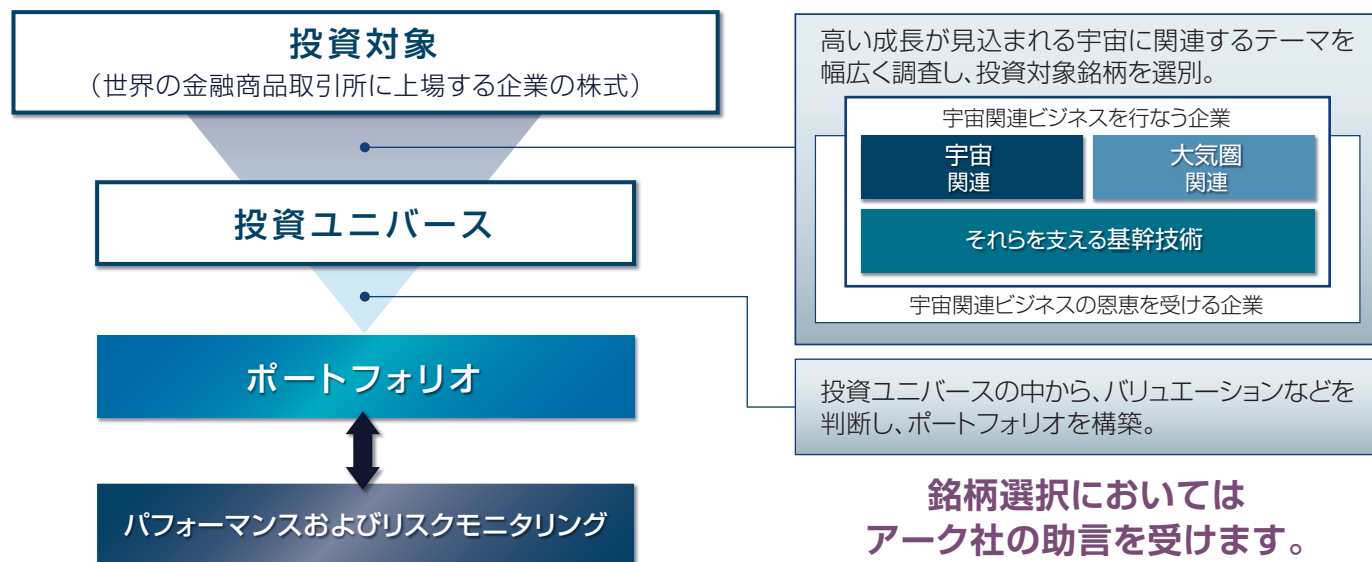 投資対象
（世界の金融商品取引所に上場する企業の株式）
投資ユニバース
ポートフォリオ
パフォーマンスおよびリスクモニタリング
高い成長が見込まれる宇宙に関連するテーマを
幅広く調査し、投資対象銘柄を選別。
宇宙関連ビジネスを行なう企業
宇宙
関連
大気圏
関連
それらを支える基幹技術
宇宙関連ビジネスの恩恵を受ける企業
投資ユニバースの中から、バリュエーションなどを
判断し、ポートフォリオを構築。
銘柄選択においては
アーク社の助言を受けます。